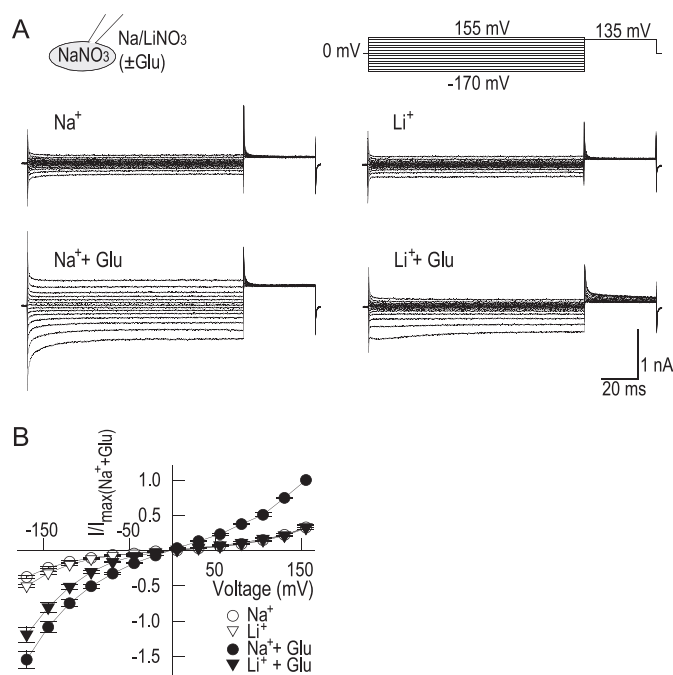 A
NaNO₃
Na/LiNO₃
(±Glu)
155 mV
135 mV
0 mV
-170 mV
Na⁺
Li⁺
Na⁺+ Glu
Li⁺+ Glu
1 nA
20 ms
B
I/Imax(Na⁺+Glu)
1.0
0.5
-0.5
-1.0
-1.5
-150
-50
50
150
Voltage (mV)
Na⁺
Li⁺
Na⁺+ Glu
Li⁺ + Glu